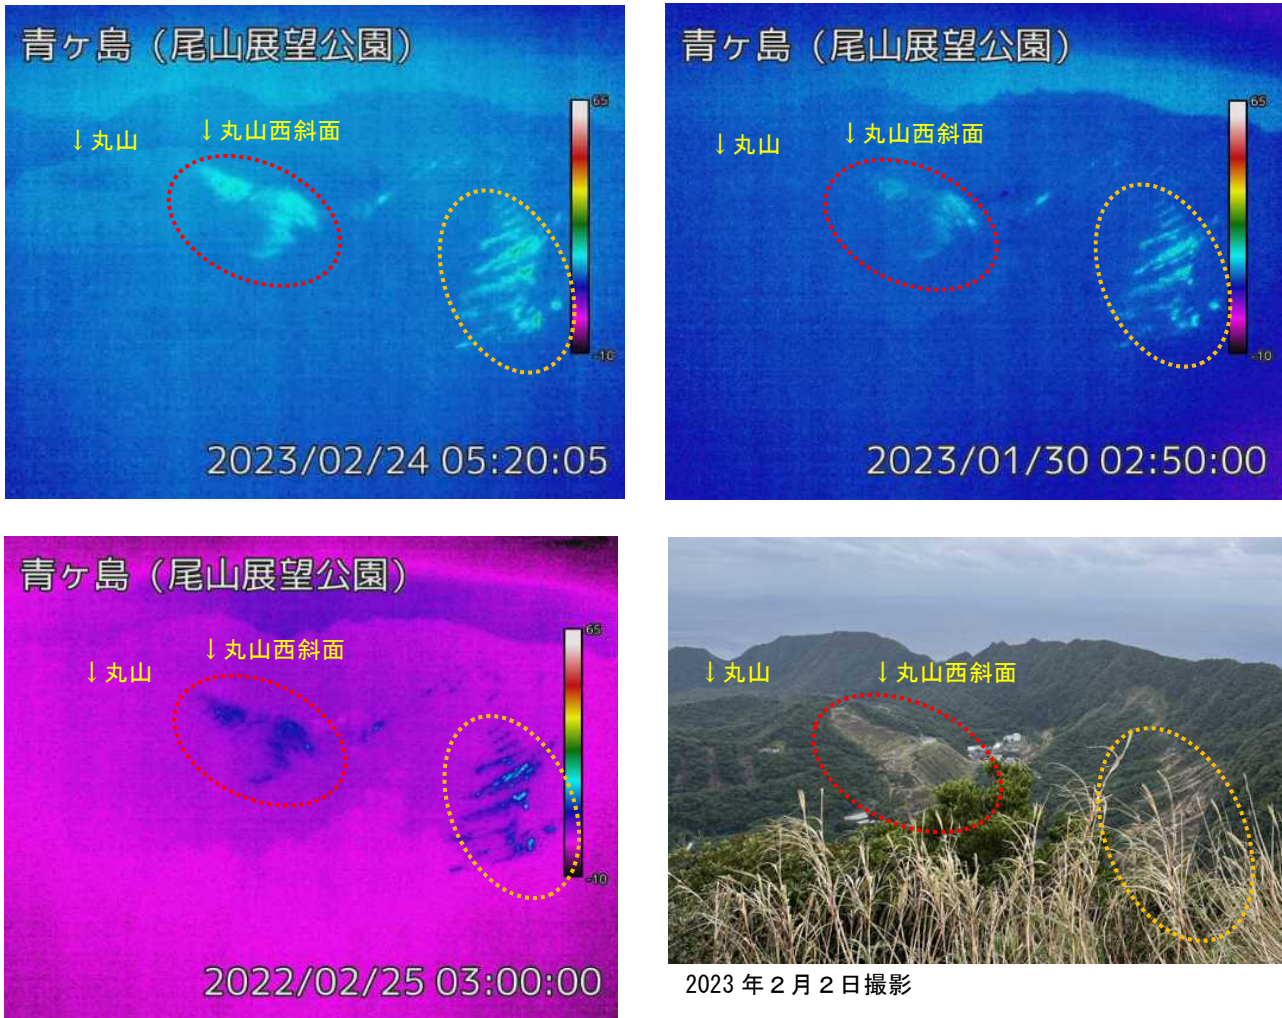 青ヶ島（尾山展望公園）
65
↓丸山西斜面
↓丸山
-10
2023/02/24 05:20:05
青ヶ島（尾山展望公園）
65
↓丸山西斜面
↓丸山
-10
2023/01/30 02:50:00
青ヶ島（尾山展望公園）
65
↓丸山西斜面
↓丸山
-10
2022/02/25 03:00:00
↓丸山
↓丸山西斜面
2023年２月２日撮影